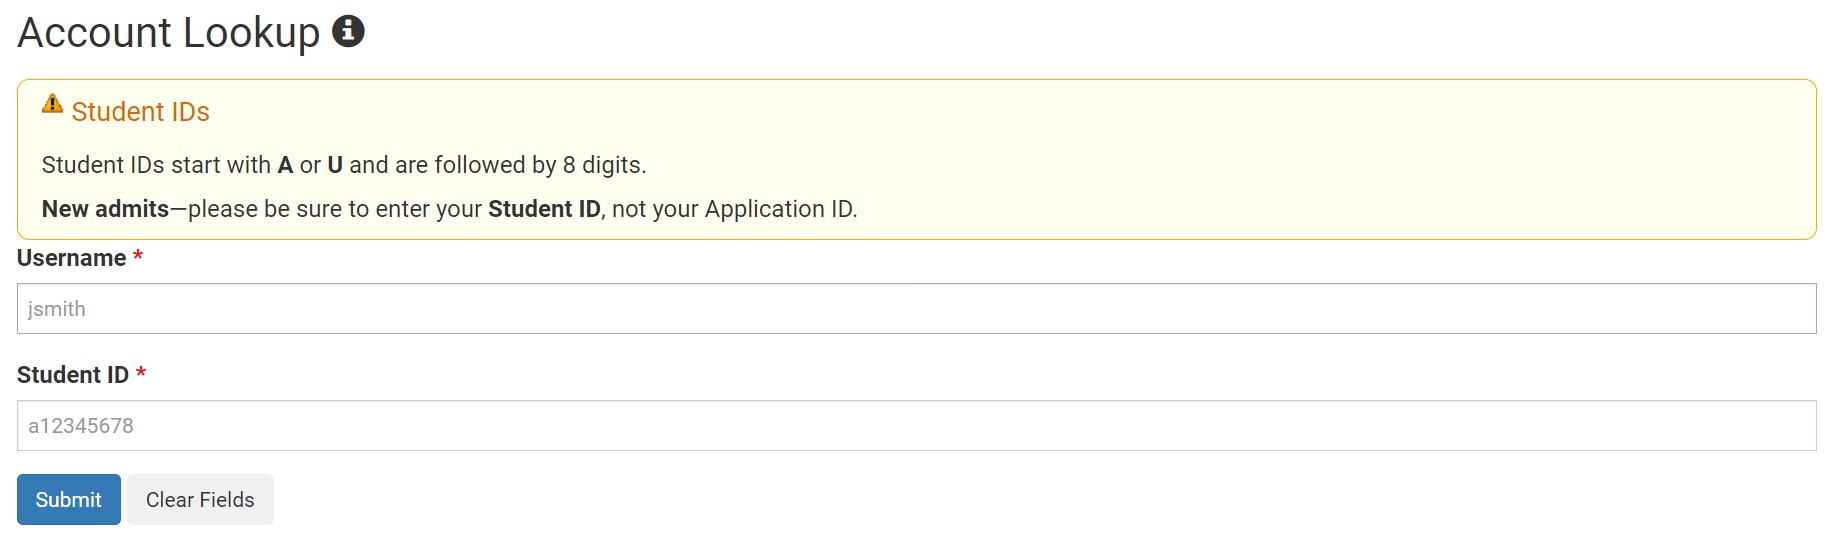 Account Lookup
Student IDs
Student IDs start with A or U and are followed by 8 digits.
New admits—please be sure to enter your Student ID, not your Application ID.
Username *
jsmith
Student ID *
a12345678
Submit Clear Fields